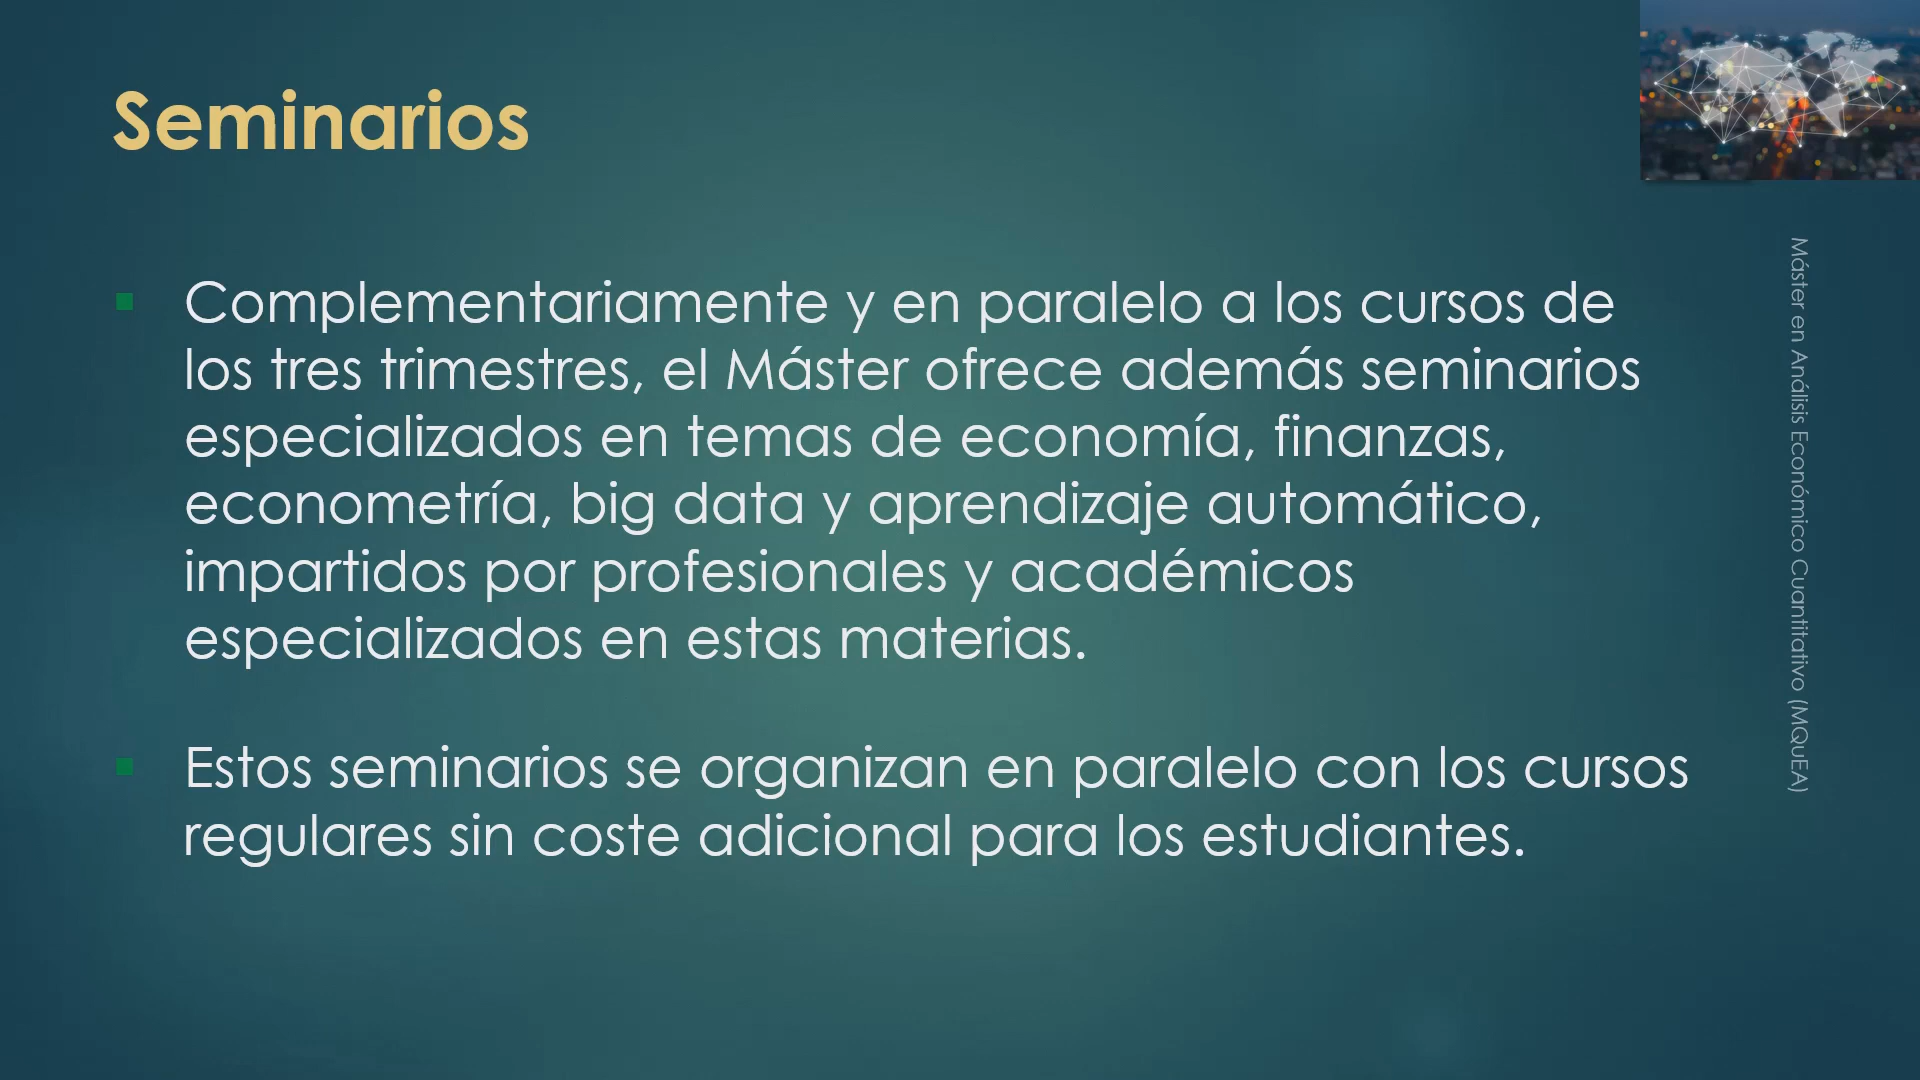 Seminarios
Complementariamente y en paralelo a los cursos de
los tres trimestres, el Máster ofrece además seminarios
especializados en temas de economía, finanzas,
econometría, big data y aprendizaje automático,
impartidos por profesionales y académicos
especializados en estas materias.
Estos seminarios se organizan en paralelo con los cursos
regulares sin coste adicional para los estudiantes.
Máster en Análisis Económico Cuantitativo (MQuEA)